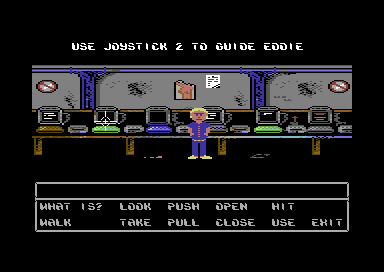 USE JOYSTICK 2 TO GUIDE EDDIE
WHAT IS? LOOK PUSH OPEN HIT
WALK TAKE PULL CLOSE USE EXIT